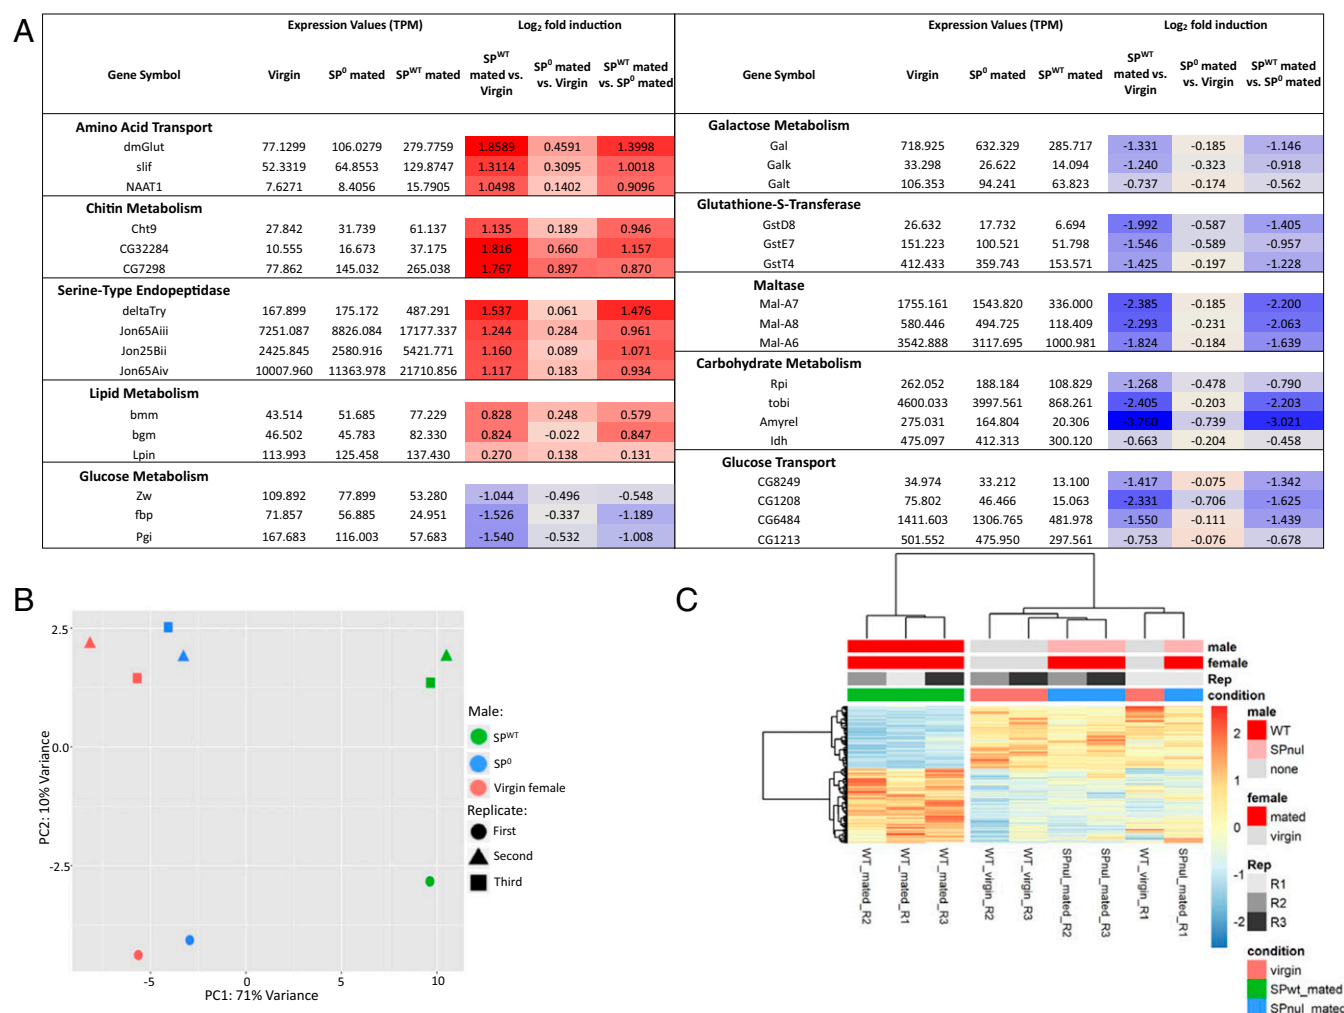 A
Expression Values (TPM) Log2 fold induction
Gene Symbol Virgin SP0 mated SPWT mated SPWT mated vs. Virgin SP0 mated vs. Virgin SPWT mated vs. SP0 mated
Amino Acid Transport
dmGlut 77.1299 106.0279 279.7759 1.8589 0.4591 1.3998
slif 52.3319 64.8553 129.8747 1.3114 0.3095 1.0018
NAAT1 7.6271 8.4056 15.7905 1.0498 0.1402 0.9096
Chitin Metabolism
Cht9 27.842 31.739 61.137 1.135 0.189 0.946
CG32284 10.555 16.673 37.175 1.816 0.660 1.157
CG7298 77.862 145.032 265.038 1.767 0.897 0.870
Serine-Type Endopeptidase
deltaTry 167.899 175.172 487.291 1.537 0.061 1.476
Jon65Aiii 7251.087 8826.084 17177.337 1.244 0.284 0.961
Jon25Bii 2425.845 2580.916 5421.771 1.160 0.089 1.071
Jon65Aiv 10007.960 11363.978 21710.856 1.117 0.183 0.934
Lipid Metabolism
bmm 43.514 51.685 77.229 0.828 0.248 0.579
bgm 46.502 45.783 82.330 0.824 -0.022 0.847
Lpin 113.993 125.458 137.430 0.270 0.138 0.131
Glucose Metabolism
Zw 109.892 77.899 53.280 -1.044 -0.496 -0.548
fbp 71.857 56.885 24.951 -1.526 -0.337 -1.189
Pgi 167.683 116.003 57.683 -1.540 -0.532 -1.008
Expression Values (TPM) Log2 fold induction
Gene Symbol Virgin SP0 mated SPWT mated SPWT mated vs. Virgin SP0 mated vs. Virgin SPWT mated vs. SP0 mated
Galactose Metabolism
Gal 718.925 632.329 285.717 -1.331 -0.185 -1.146
Galk 33.298 26.622 14.094 -1.240 -0.323 -0.918
Galt 106.353 94.241 63.823 -0.737 -0.174 -0.562
Glutathione-S-Transferase
GstD8 26.632 17.732 6.694 -1.992 -0.587 -1.405
GstE7 151.223 100.521 51.798 -1.546 -0.589 -0.957
GstT4 412.433 359.743 153.571 -1.425 -0.197 -1.228
Maltase
Mal-A7 1755.161 1543.820 336.000 -2.385 -0.185 -2.200
Mal-A8 580.446 494.725 118.409 -2.293 -0.231 -2.063
Mal-A6 3542.888 3117.695 1000.981 -1.824 -0.184 -1.639
Carbohydrate Metabolism
Rpi 262.052 188.184 108.829 -1.268 -0.478 -0.790
tobi 4600.033 3997.561 868.261 -2.405 -0.203 -2.203
Amyrel 275.031 164.804 20.306 -3.760 -0.739 -3.021
Idh 475.097 412.313 300.120 -0.663 -0.204 -0.458
Glucose Transport
CG8249 34.974 33.212 13.100 -1.417 -0.075 -1.342
CG1208 75.802 46.466 15.063 -2.331 -0.706 -1.625
CG6484 1411.603 1306.765 481.978 -1.550 -0.111 -1.439
CG1213 501.552 475.950 297.561 -0.753 -0.076 -0.678
B
PC2: 10% Variance
2.5
0.0
-2.5
-5 0 5 10
PC1: 71% Variance
Male:
SPWT
SP0
Virgin female
Replicate:
First
Second
Third
C
male
female
Rep
condition
WT_mated_R2
WT_mated_R1
WT_mated_R3
WT_virgin_R2
WT_virgin_R3
SPnul_mated_R2
SPnul_mated_R3
WT_virgin_R1
SPnul_mated_R1
2
1
0
-1
-2
male
WT
SPnul
none
female
mated
virgin
Rep
R1
R2
R3
condition
virgin
SPwt_mated
SPnul_mated